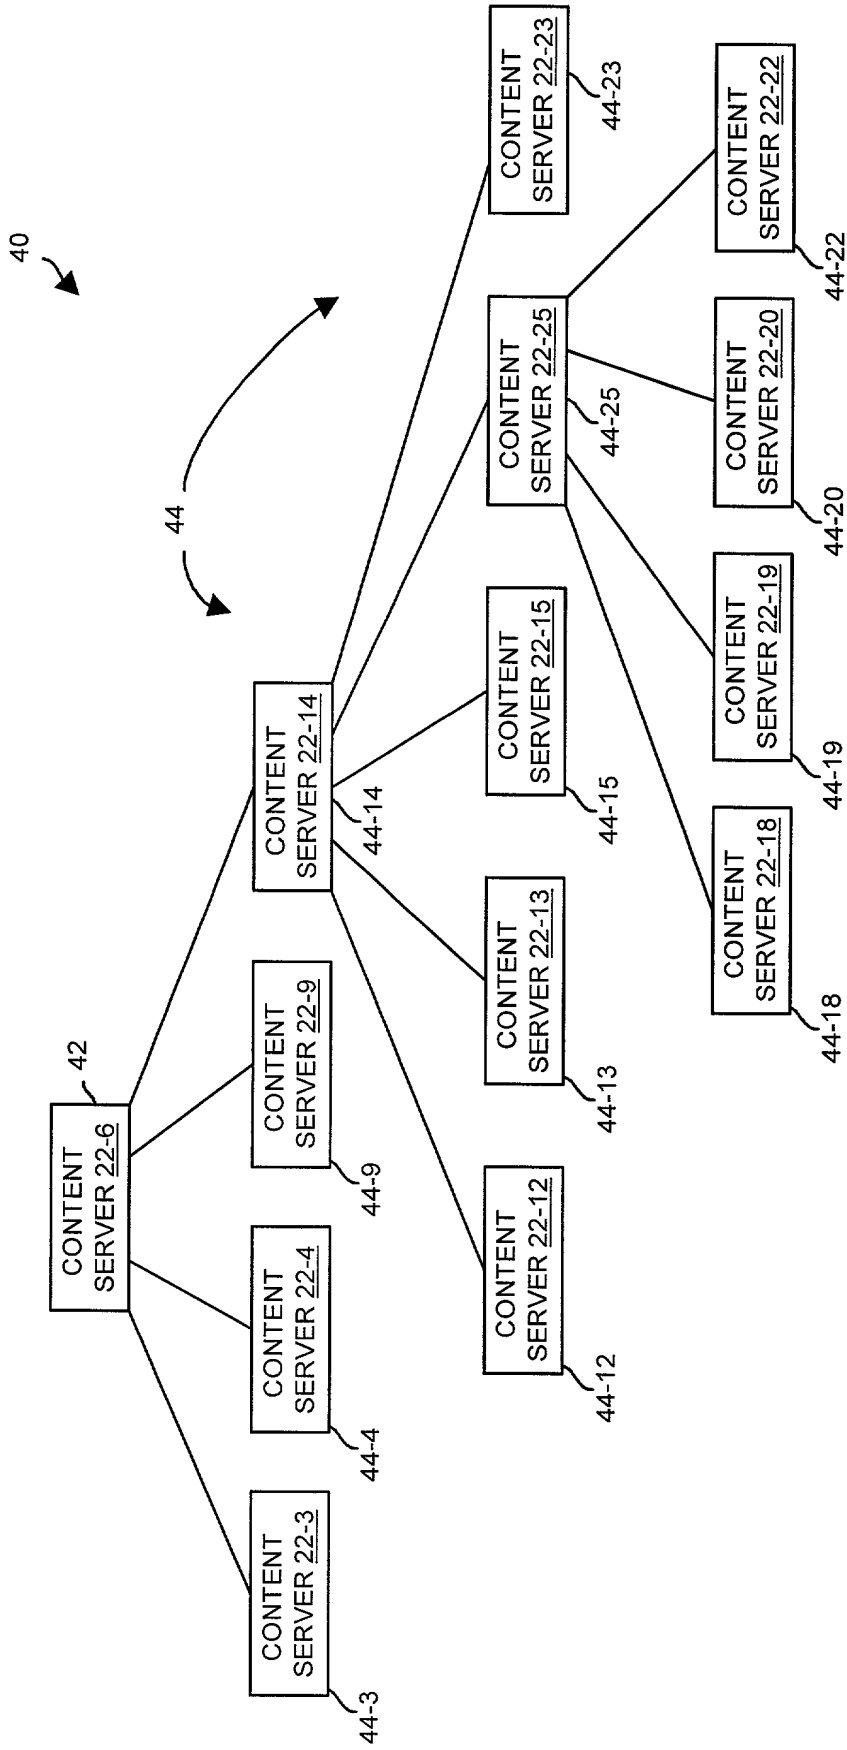 40
44
42
CONTENT
SERVER 22-6
CONTENT
SERVER 22-3
44-3
CONTENT
SERVER 22-4
44-4
CONTENT
SERVER 22-9
44-9
CONTENT
SERVER 22-14
44-14
CONTENT
SERVER 22-12
44-12
CONTENT
SERVER 22-13
44-13
CONTENT
SERVER 22-15
44-15
CONTENT
SERVER 22-25
44-25
CONTENT
SERVER 22-23
44-23
CONTENT
SERVER 22-18
44-18
CONTENT
SERVER 22-19
44-19
CONTENT
SERVER 22-20
44-20
CONTENT
SERVER 22-22
44-22